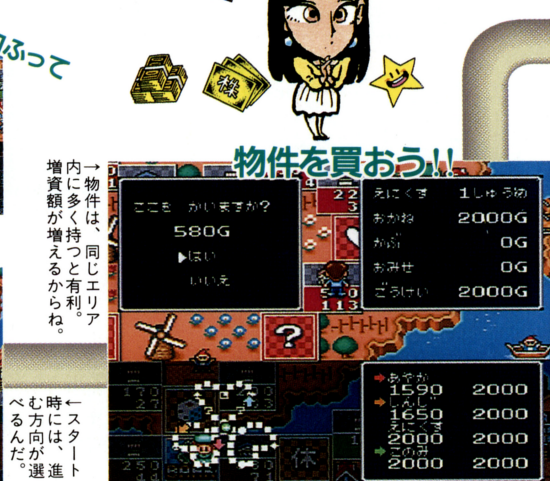 ふって
株
物件を買おう!!
→物件は、同じエリア
内に多く持つと有利。
増資額が増えるからね。
ここを かいますか?
580G
▶はい
いいえ
えにくす 1しゅうめ
おかね 2000G
かぶ 0G
おみせ 0G
ごうけい 2000G
?
←スタート
時には、進
む方向が選
べるんだ。
休
あやか
1590 2000
1650 2000
えにくす
2000 2000
このみ
2000 2000